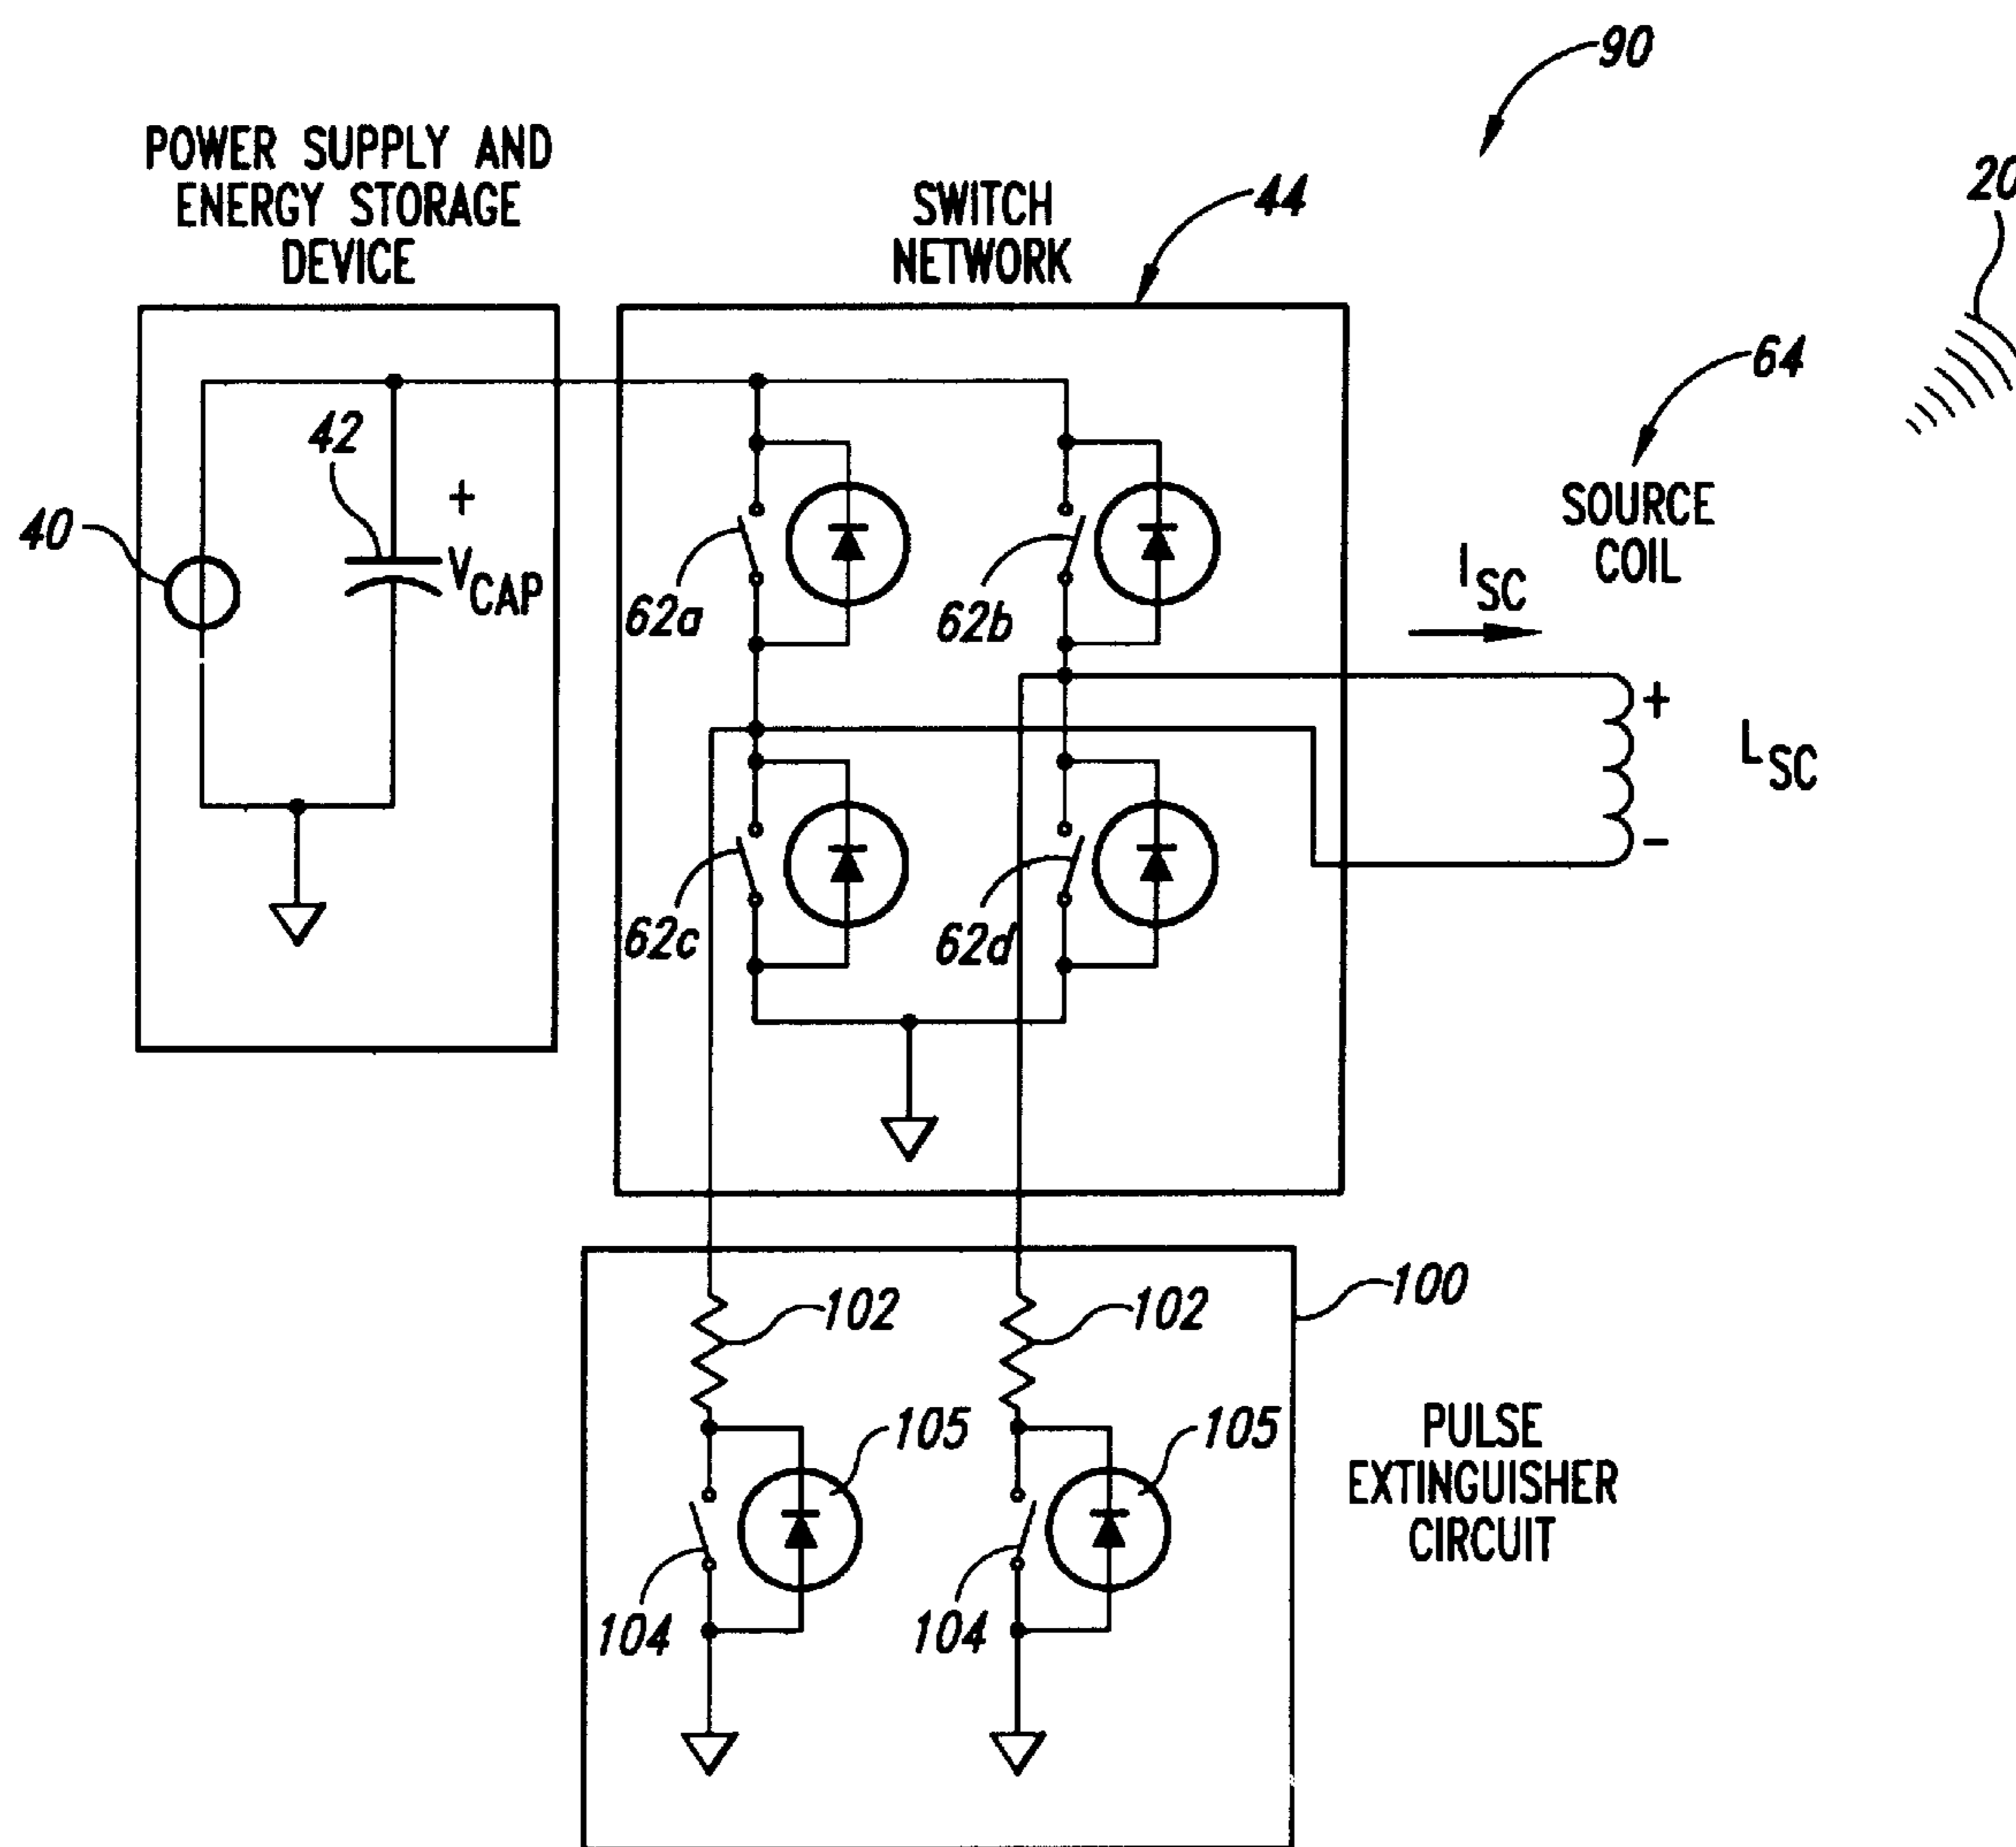 90
POWER SUPPLY AND
ENERGY STORAGE
DEVICE
SWITCH
NETWORK
44
20
64
42
+
V CAP
40
SOURCE
COIL
I SC
62a
62b
+
L SC
-
62c
62d
100
102
102
105
105
PULSE
EXTINGUISHER
CIRCUIT
104
104